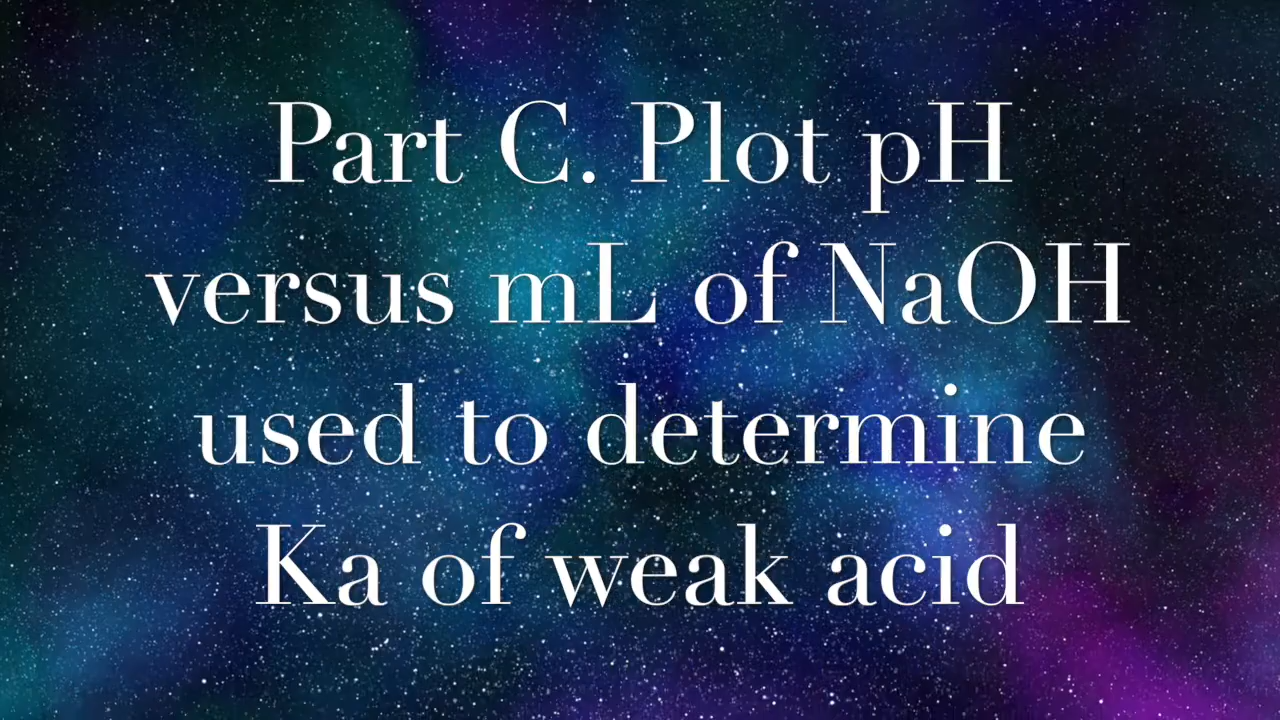 Part C. Plot pH
versus mL of NaOH
used to determine
Ka of weak acid